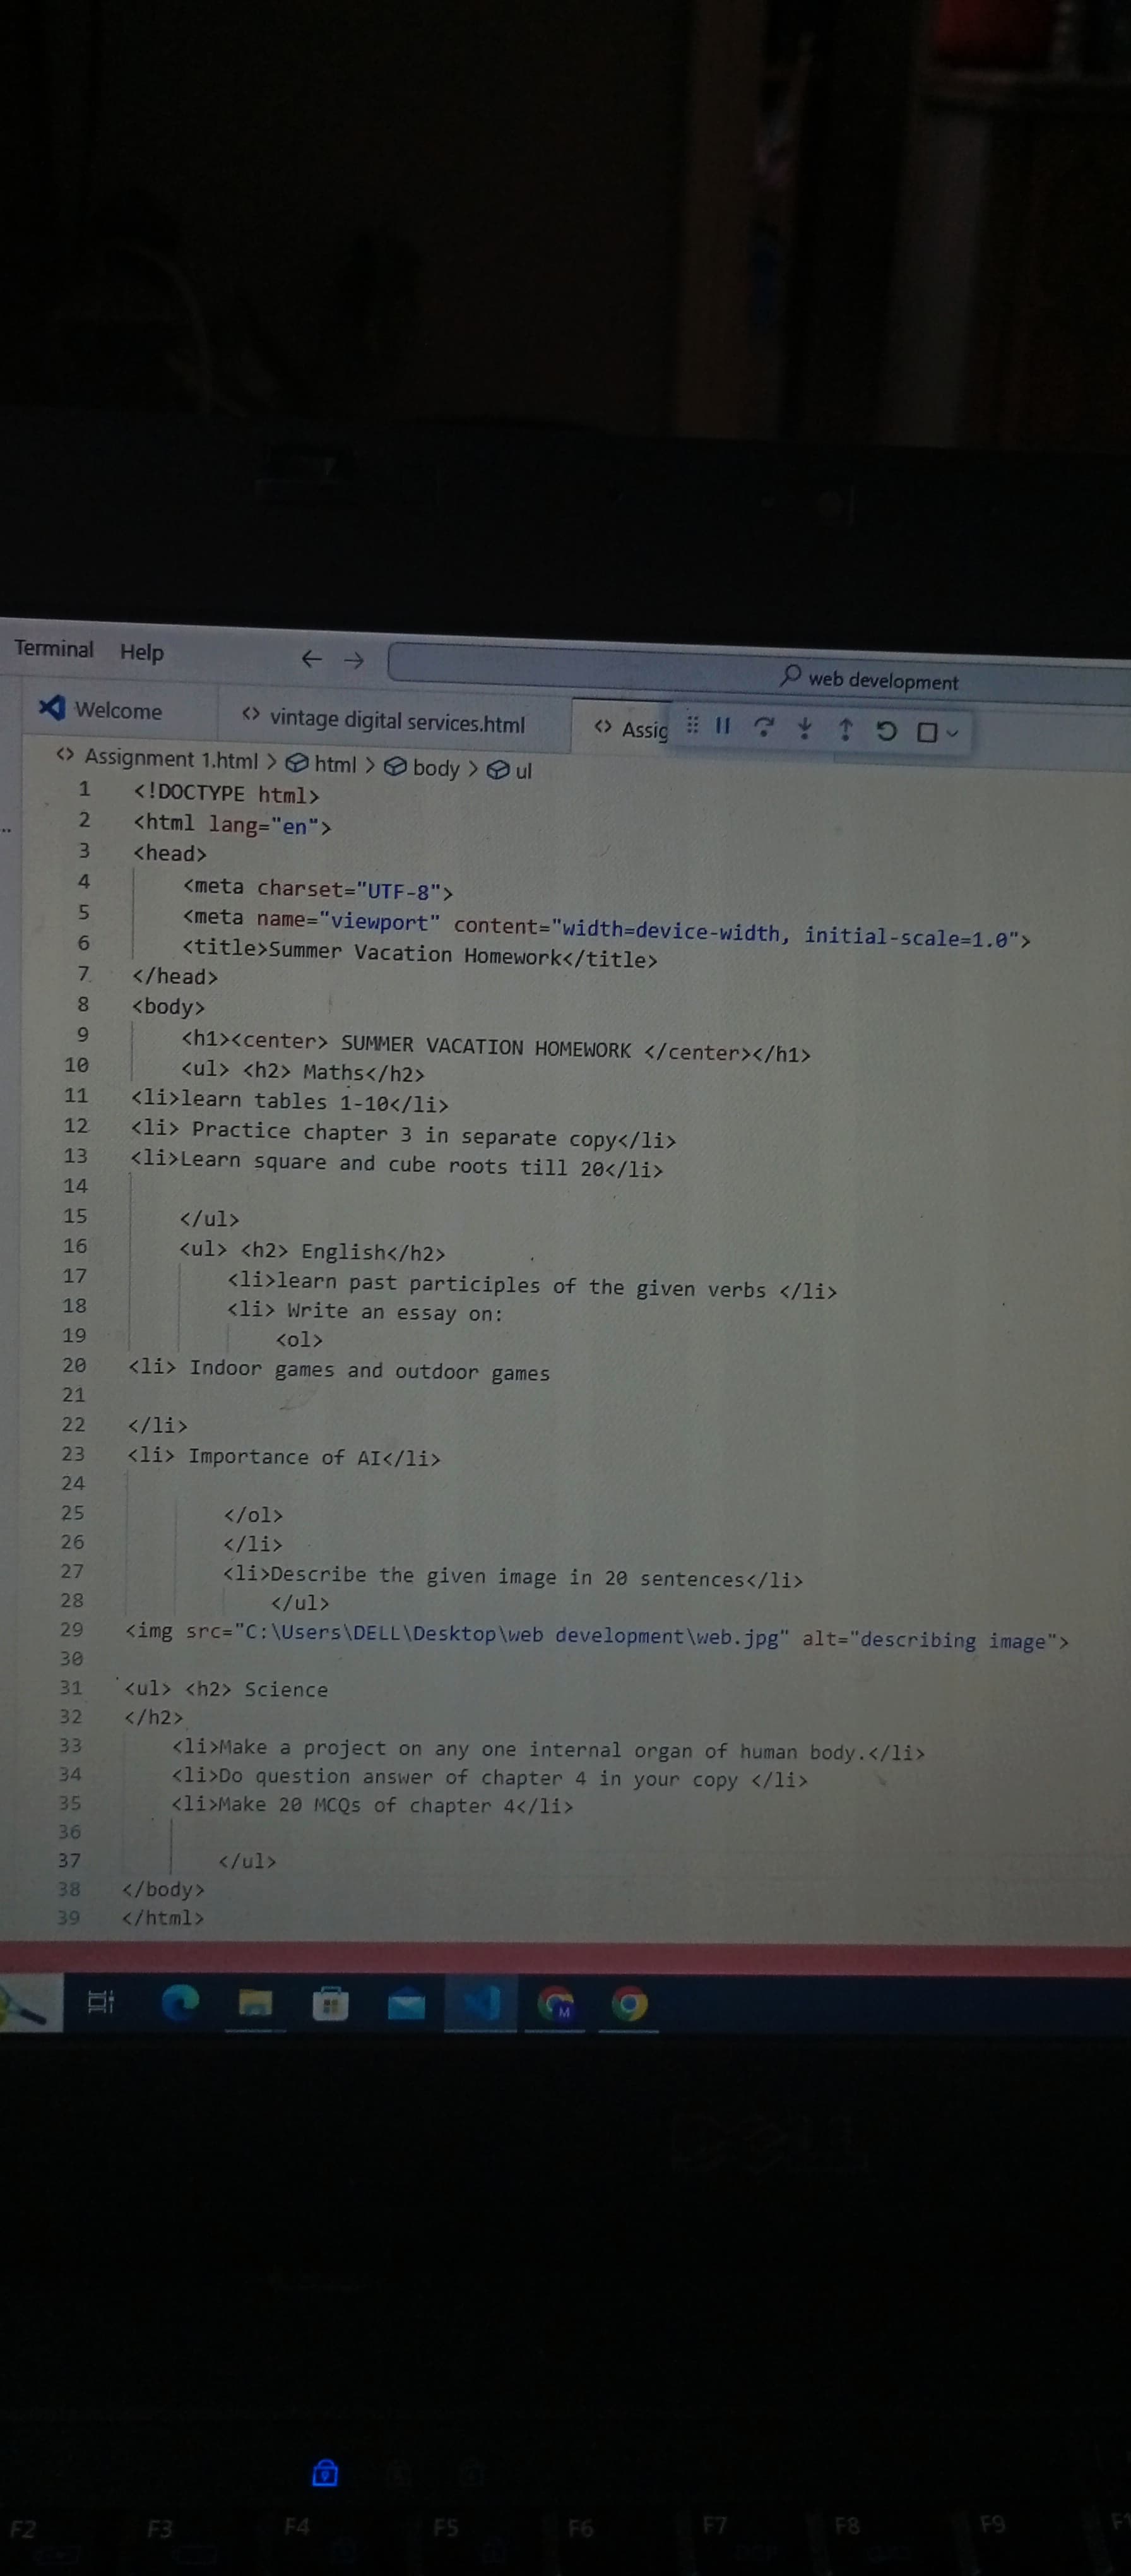 Terminal Help ← → web development
Welcome <> vintage digital services.html <> Assig
<> Assignment 1.html > html > body > ul
1 <!DOCTYPE html>
2 <html lang="en">
3 <head>
4 <meta charset="UTF-8">
5 <meta name="viewport" content="width=device-width, initial-scale=1.0">
6 <title>Summer Vacation Homework</title>
7 </head>
8 <body>
9 <h1><center> SUMMER VACATION HOMEWORK </center></h1>
10 <ul> <h2> Maths</h2>
11 <li>learn tables 1-10</li>
12 <li> Practice chapter 3 in separate copy</li>
13 <li>Learn square and cube roots till 20</li>
14
15 </ul>
16 <ul> <h2> English</h2>
17 <li>learn past participles of the given verbs </li>
18 <li> Write an essay on:
19 <ol>
20 <li> Indoor games and outdoor games
21
22 </li>
23 <li> Importance of AI</li>
24
25 </ol>
26 </li>
27 <li>Describe the given image in 20 sentences</li>
28 </ul>
29 <img src="C:\Users\DELL\Desktop\web development\web.jpg" alt="describing image">
30
31 <ul> <h2> Science
32 </h2>
33 <li>Make a project on any one internal organ of human body.</li>
34 <li>Do question answer of chapter 4 in your copy </li>
35 <li>Make 20 MCQs of chapter 4</li>
36
37 </ul>
38 </body>
39 </html>
M
DELL
F2 F3 F4 F5 F6 F7 F8 F9